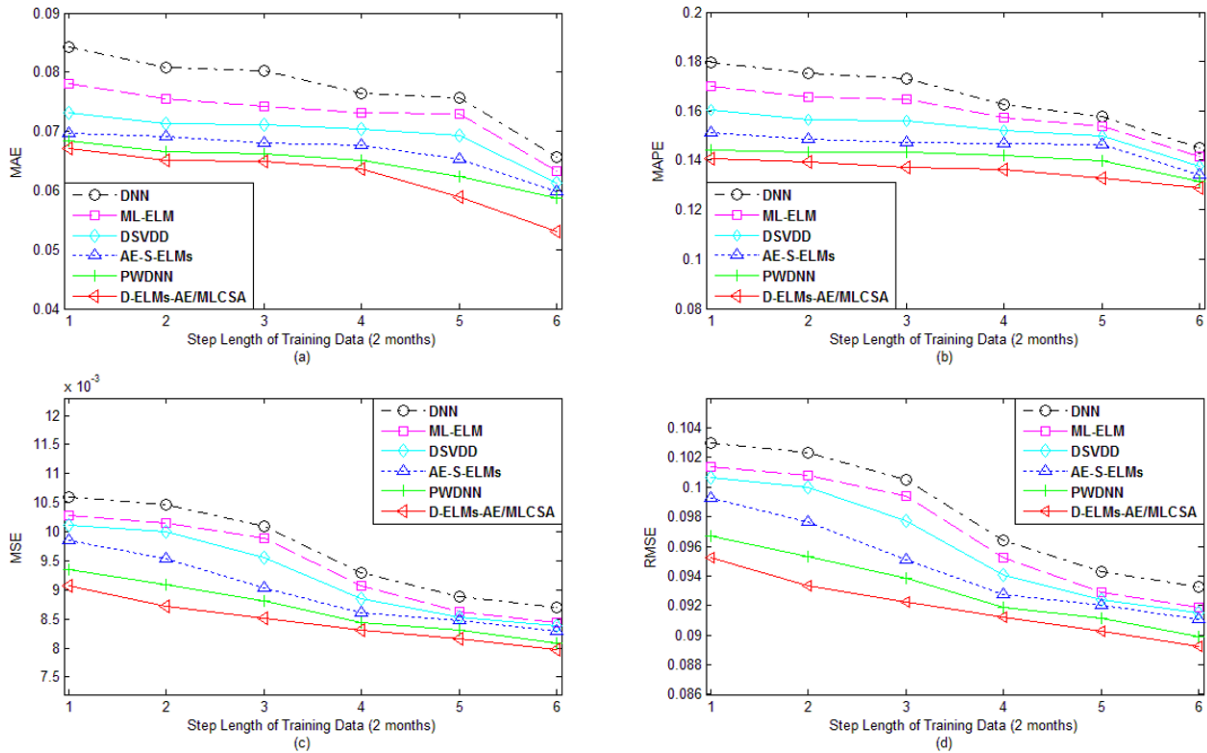 0.09
0.08
0.07
0.06
0.05
0.04
MAE
DNN
ML-ELM
DSVDD
AE-S-ELMs
PWDNN
D-ELMs-AE/MLCSA
1 2 3 4 5 6
Step Length of Training Data (2 months)
(a)
0.2
0.18
0.16
0.14
0.12
0.1
0.08
MAPE
DNN
ML-ELM
DSVDD
AE-S-ELMs
PWDNN
D-ELMs-AE/MLCSA
1 2 3 4 5 6
Step Length of Training Data (2 months)
(b)
x 10⁻³
12
11.5
11
10.5
10
9.5
9
8.5
8
7.5
MSE
DNN
ML-ELM
DSVDD
AE-S-ELMs
PWDNN
D-ELMs-AE/MLCSA
1 2 3 4 5 6
Step Length of Training Data (2 months)
(c)
0.104
0.102
0.1
0.098
0.096
0.094
0.092
0.09
0.088
0.086
RMSE
DNN
ML-ELM
DSVDD
AE-S-ELMs
PWDNN
D-ELMs-AE/MLCSA
1 2 3 4 5 6
Step Length of Training Data (2 months)
(d)